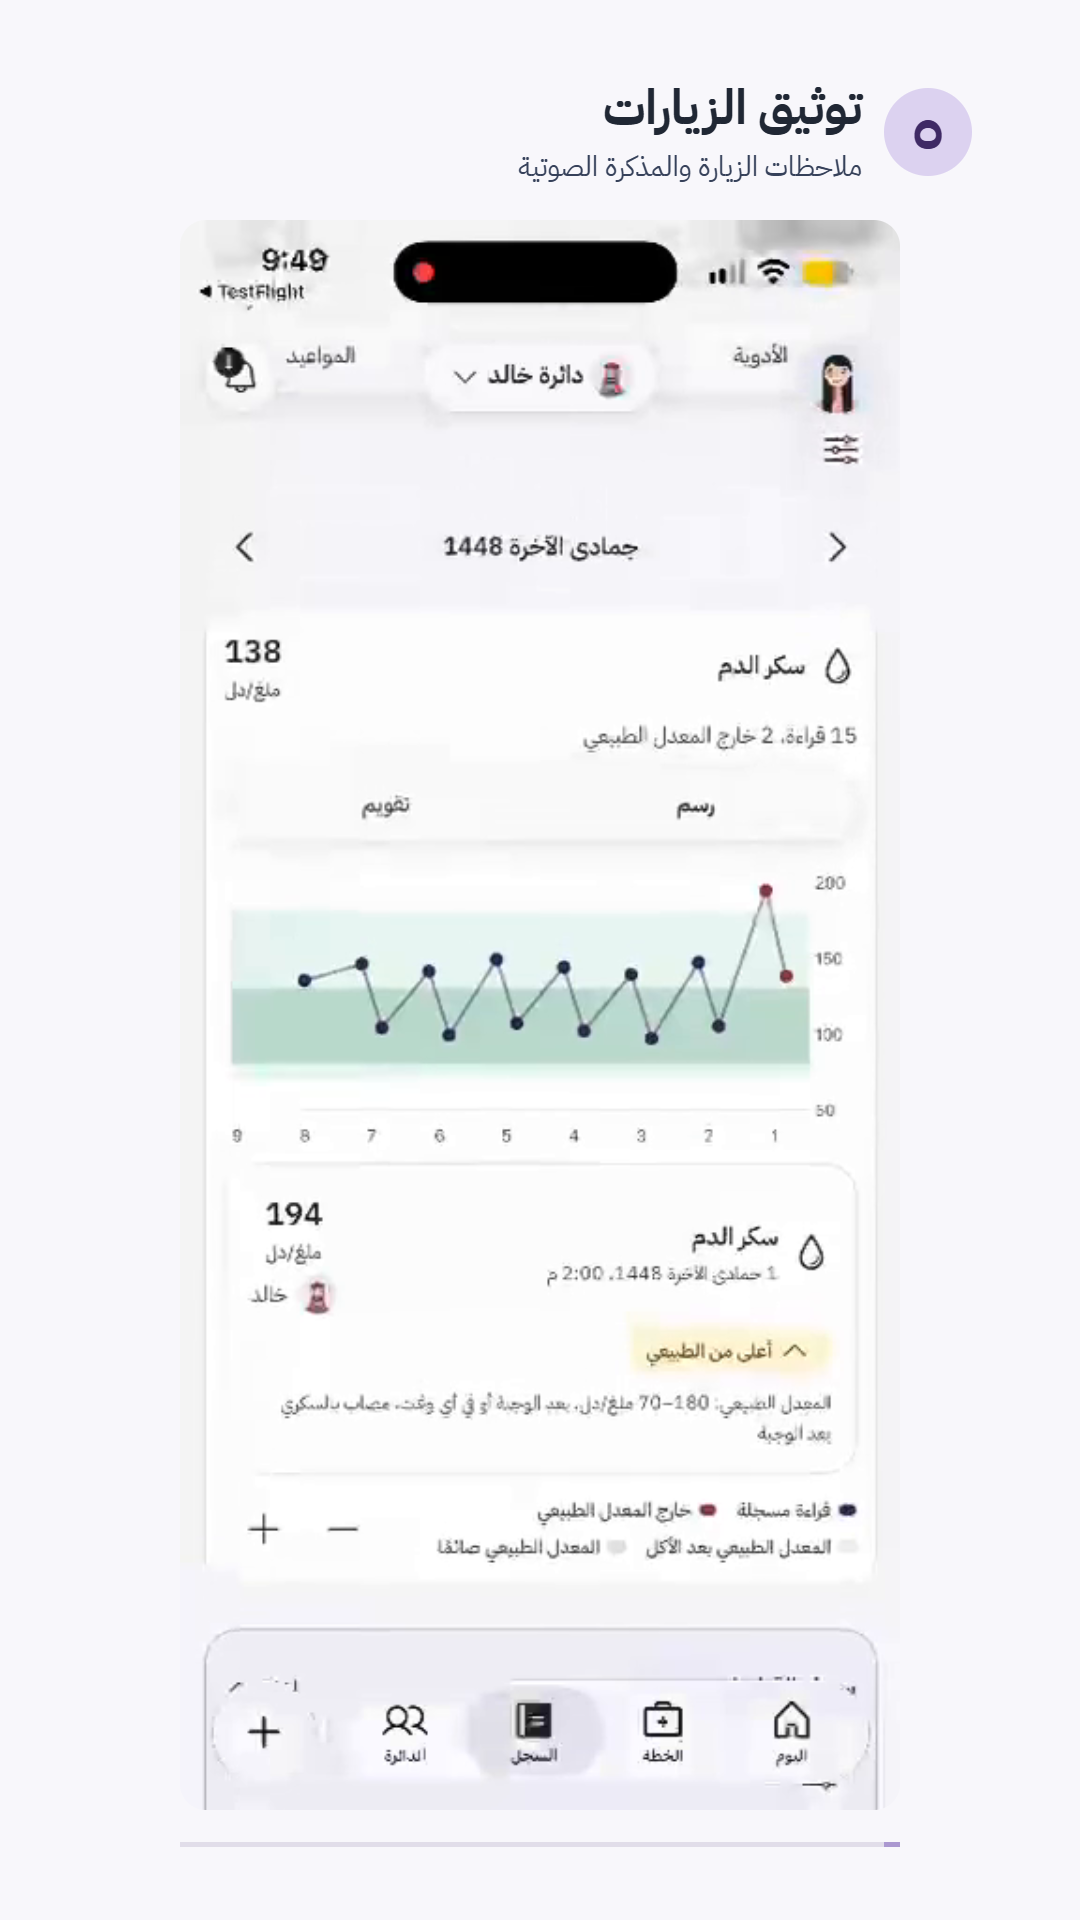 ٥
توثيق الزيارات
ملاحظات الزيارة والمذكرة الصوتية
9:49
◀ TestFlight
الأدوية
دائرة خالد
المواعيد
1
جمادى الآخرة 1448
سكر الدم
138
ملغ/دل
15 قراءة، 2 خارج المعدل الطبيعي
رسم
تقويم
200
150
100
50
1 2 3 4 5 6 7 8 9
سكر الدم
194
ملغ/دل
1 جمادى الآخرة 1448، 2:00 م
خالد
أعلى من الطبيعي
المعدل الطبيعي: 180–70 ملغ/دل، بعد الوجبة أو في أي وقت، مصاب بالسكري
بعد الوجبة
قراءة مسجلة
خارج المعدل الطبيعي
المعدل الطبيعي بعد الأكل
المعدل الطبيعي صائمًا
اليوم
الخطة
السجل
الدائرة